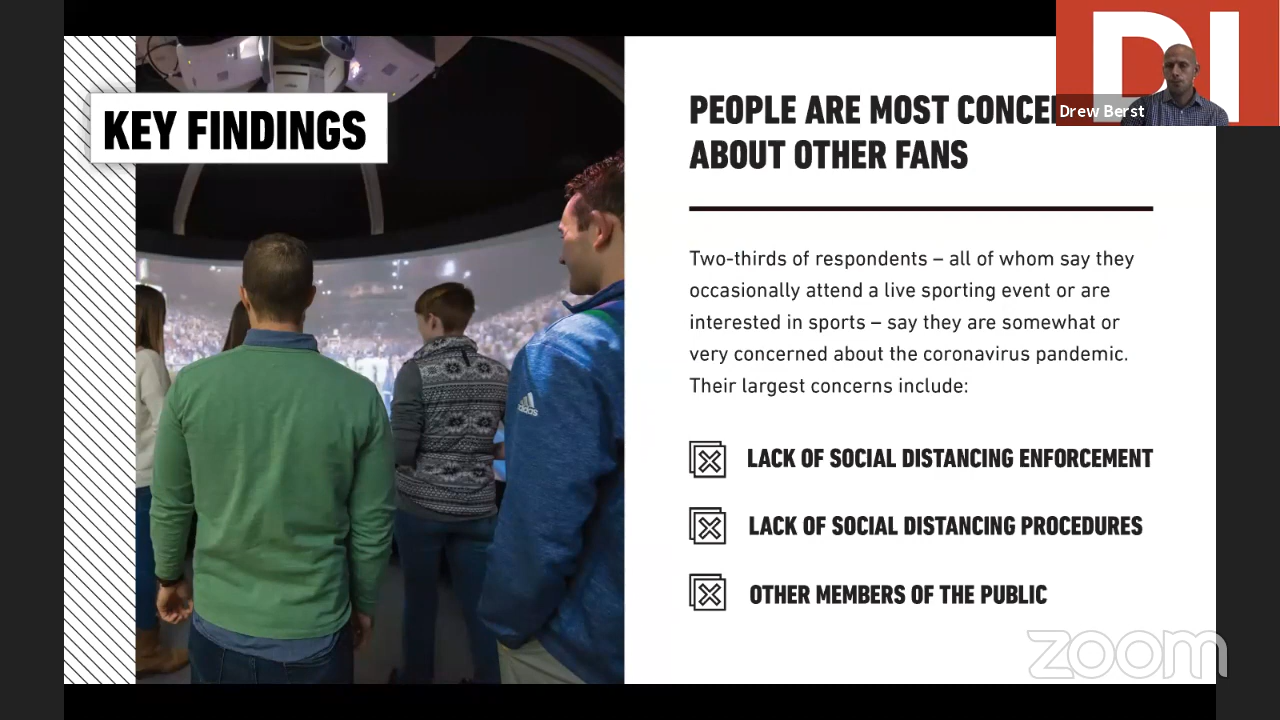 DI
Drew Berst
KEY FINDINGS
PEOPLE ARE MOST CONCE
ABOUT OTHER FANS
Two-thirds of respondents – all of whom say they
occasionally attend a live sporting event or are
interested in sports – say they are somewhat or
very concerned about the coronavirus pandemic.
Their largest concerns include:
LACK OF SOCIAL DISTANCING ENFORCEMENT
LACK OF SOCIAL DISTANCING PROCEDURES
OTHER MEMBERS OF THE PUBLIC
adidas
zoom